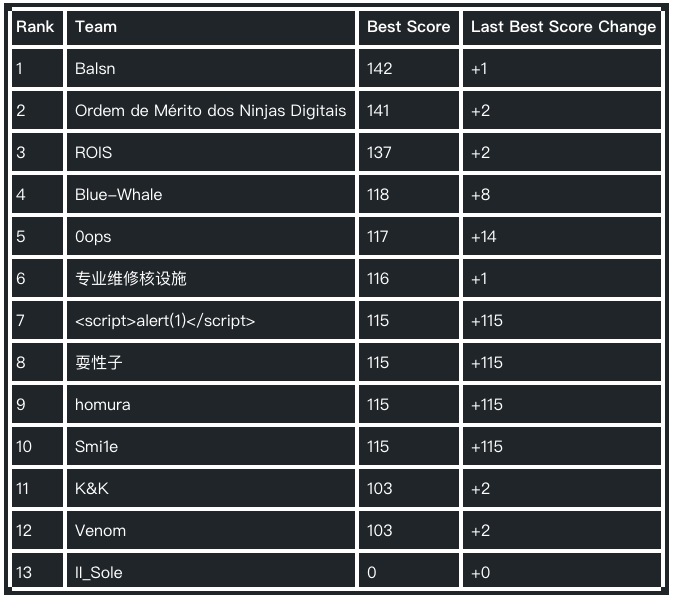 Rank Team Best Score Last Best Score Change
1 Balsn 142 +1
2 Ordem de Mérito dos Ninjas Digitais 141 +2
3 ROIS 137 +2
4 Blue-Whale 118 +8
5 0ops 117 +14
6 专业维修核设施 116 +1
7 <script>alert(1)</script> 115 +115
8 耍性子 115 +115
9 homura 115 +115
10 Smi1e 115 +115
11 K&K 103 +2
12 Venom 103 +2
13 Il_Sole 0 +0